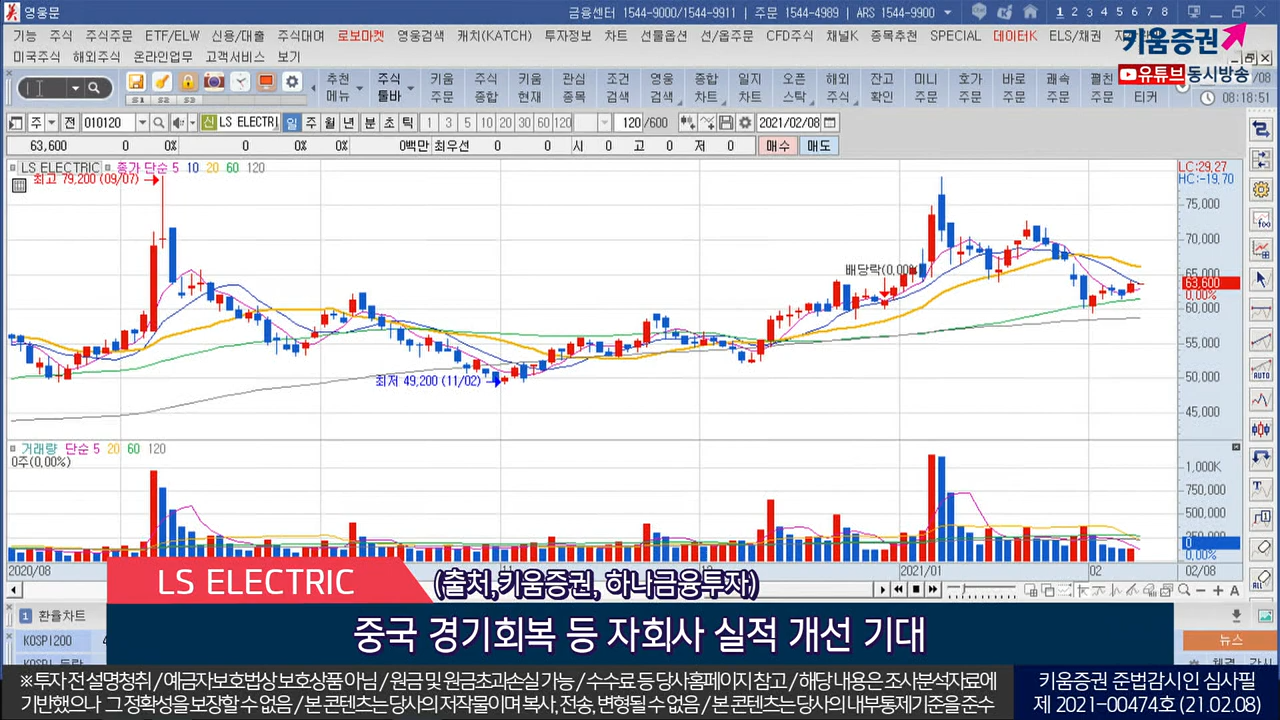 영웅문
금융센터 1544-9000/1544-9911 | 주문 1544-4989 | ARS 1544-9900
1 2 3 4 5 6 7 8
기능 주식 주식주문 ETF/ELW 신용/대출 주식대여 로보마켓 영웅검색 캐치(KATCH) 투자정보 차트 선물옵션 선/옵주문 CFD주식 채널K 종목추천 SPECIAL 데이터K ELS/채권
키움증권
미국주식 해외주식 온라인업무 고객서비스 보기
유튜브 동시방송
추천 주식 키움 주식 키움 관심 조건 영웅 종합 일지 오픈 해외 잔고 미니 호가 바로 쾌속
메뉴 툴바 주문 종합 현재 종목 검색 검색 차트 차트 스탁 주식 확인 주문 주문 주문 주문 주문 티커
S1 S2 S3
08:18:51
주 전 010120 신 LS ELECTRI 일 주 월 년 분 초 틱 1 3 5 10 20 30 60 120 120 /600 2021/02/08
63,600 0 0% 0 0% 0% 0백만 최우선 0 0 시 0 고 0 저 0 매수 매도
LS ELECTRIC 종가 단순 5 10 20 60 120
LC:29.27
HC:-19.70
최고 79,200 (09/07)
75,000
70,000
배당락(0,00%)
65,000
63,600
0.00%
60,000
55,000
최저 49,200 (11/02)
50,000
45,000
거래량 단순 5 20 60 120
0주(0,00%)
1,000K
750,000
500,000
0
0,00%
2020/08 11 2021/01 02 02/08
AUTO
ALL
LS ELECTRIC
(출처,키움증권, 하나금융투자)
중국 경기회복 등 자회사 실적 개선 기대
1 환율차트
KOSPI200
뉴스
※ 투자 전 설명청취 / 예금자보호법상 보호상품 아님 / 원금 및 원금초과손실 가능 / 수수료 등 당사홈페이지 참고 / 해당 내용은 조사분석자료에
기반했으나 그 정확성을 보장할 수 없음 / 본 콘텐츠는 당사의 저작물이며 복사, 전송, 변형될 수 없음 / 본 콘텐츠는 당사의 내부통제기준을 준수
키움증권 준법감시인 심사필
제 2021-00474호 (21.02.08)